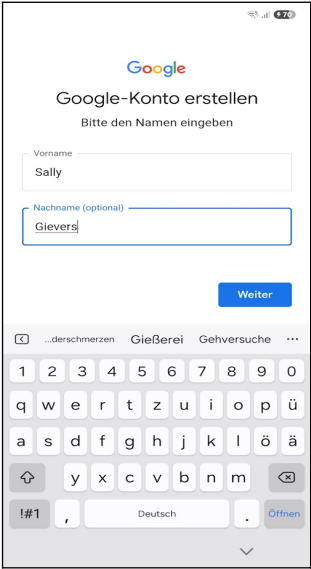 70
Google
Google-Konto erstellen
Bitte den Namen eingeben
Vorname
Sally
Nachname (optional)
Gievers
Weiter
...derschmerzen Gießerei Gehversuche ...
1 2 3 4 5 6 7 8 9 0
q w e r t z u i o p ü
a s d f g h j k l ö ä
y x c v b n m
!#1 , Deutsch . Öffnen